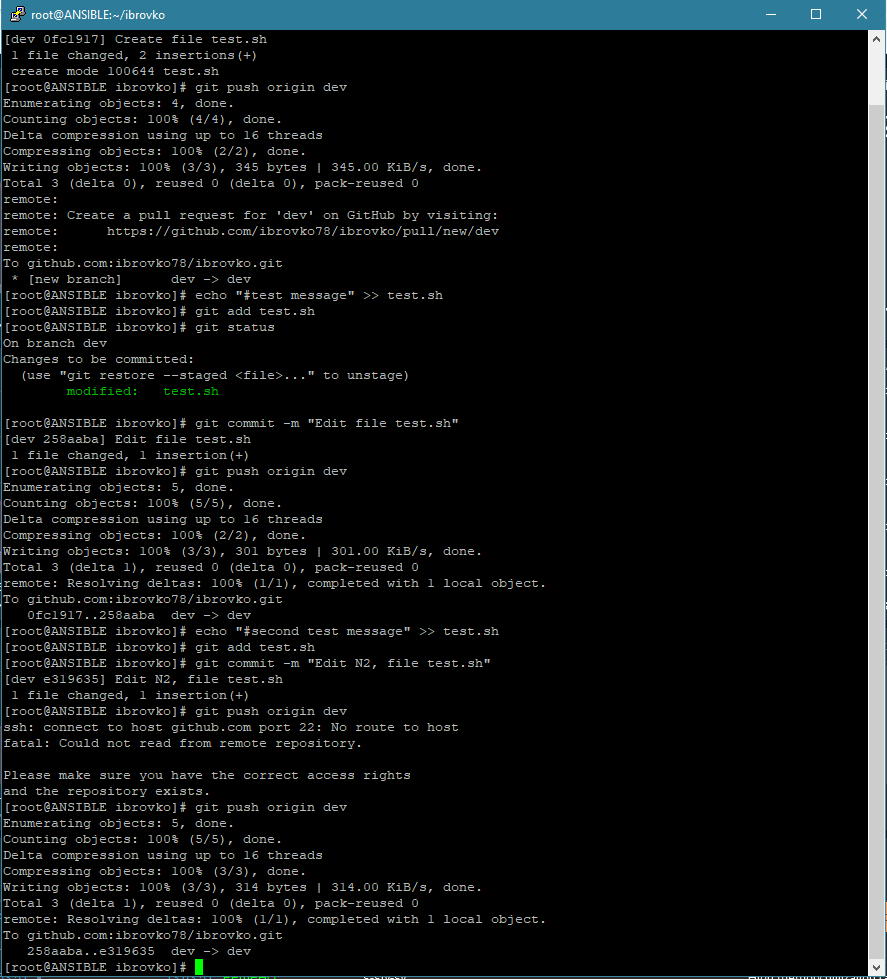 root@ANSIBLE:~/ibrovko
[dev 0fc1917] Create file test.sh
 1 file changed, 2 insertions(+)
 create mode 100644 test.sh
[root@ANSIBLE ibrovko]# git push origin dev
Enumerating objects: 4, done.
Counting objects: 100% (4/4), done.
Delta compression using up to 16 threads
Compressing objects: 100% (2/2), done.
Writing objects: 100% (3/3), 345 bytes | 345.00 KiB/s, done.
Total 3 (delta 0), reused 0 (delta 0), pack-reused 0
remote:
remote: Create a pull request for 'dev' on GitHub by visiting:
remote:      https://github.com/ibrovko78/ibrovko/pull/new/dev
remote:
To github.com:ibrovko78/ibrovko.git
 * [new branch]      dev -> dev
[root@ANSIBLE ibrovko]# echo "#test message" >> test.sh
[root@ANSIBLE ibrovko]# git add test.sh
[root@ANSIBLE ibrovko]# git status
On branch dev
Changes to be committed:
  (use "git restore --staged <file>..." to unstage)
        modified:   test.sh
[root@ANSIBLE ibrovko]# git commit -m "Edit file test.sh"
[dev 258aaba] Edit file test.sh
 1 file changed, 1 insertion(+)
[root@ANSIBLE ibrovko]# git push origin dev
Enumerating objects: 5, done.
Counting objects: 100% (5/5), done.
Delta compression using up to 16 threads
Compressing objects: 100% (2/2), done.
Writing objects: 100% (3/3), 301 bytes | 301.00 KiB/s, done.
Total 3 (delta 1), reused 0 (delta 0), pack-reused 0
remote: Resolving deltas: 100% (1/1), completed with 1 local object.
To github.com:ibrovko78/ibrovko.git
   0fc1917..258aaba  dev -> dev
[root@ANSIBLE ibrovko]# echo "#second test message" >> test.sh
[root@ANSIBLE ibrovko]# git add test.sh
[root@ANSIBLE ibrovko]# git commit -m "Edit N2, file test.sh"
[dev e319635] Edit N2, file test.sh
 1 file changed, 1 insertion(+)
[root@ANSIBLE ibrovko]# git push origin dev
ssh: connect to host github.com port 22: No route to host
fatal: Could not read from remote repository.
Please make sure you have the correct access rights
and the repository exists.
[root@ANSIBLE ibrovko]# git push origin dev
Enumerating objects: 5, done.
Counting objects: 100% (5/5), done.
Delta compression using up to 16 threads
Compressing objects: 100% (3/3), done.
Writing objects: 100% (3/3), 314 bytes | 314.00 KiB/s, done.
Total 3 (delta 1), reused 0 (delta 0), pack-reused 0
remote: Resolving deltas: 100% (1/1), completed with 1 local object.
To github.com:ibrovko78/ibrovko.git
   258aaba..e319635  dev -> dev
[root@ANSIBLE ibrovko]#